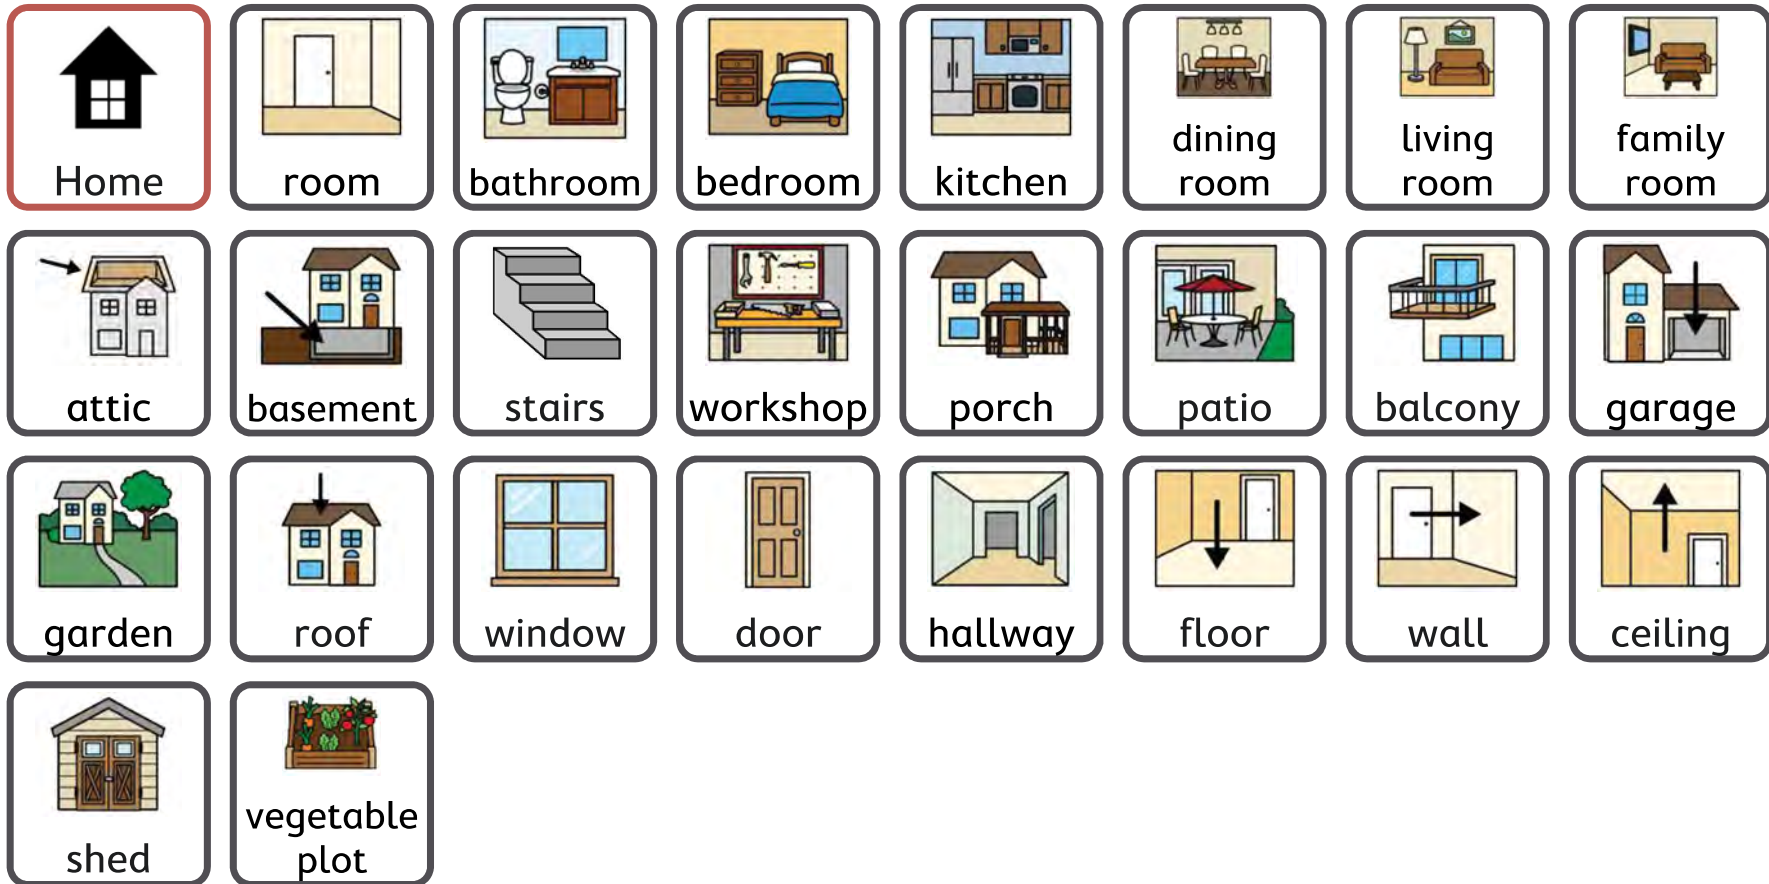 Home
room
bathroom
bedroom
kitchen
dining
room
living
room
family
room
attic
basement
stairs
workshop
porch
patio
balcony
garage
garden
roof
window
door
hallway
floor
wall
ceiling
shed
vegetable
plot